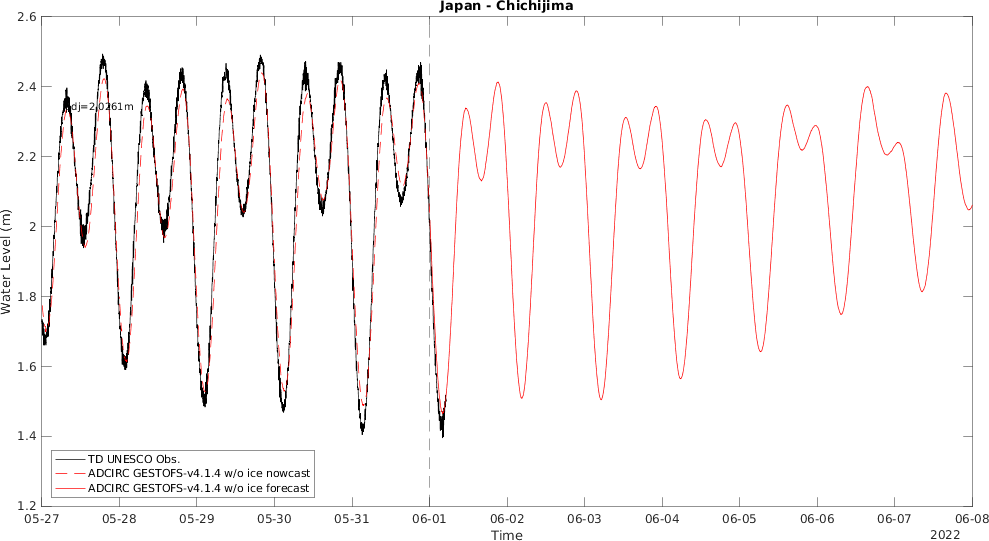 Japan - Chichijima
Water Level (m)
2.6
2.4
2.2
2
1.8
1.6
1.4
1.2
dj=2.0261m
TD UNESCO Obs.
ADCIRC GESTOFS-v4.1.4 w/o ice nowcast
ADCIRC GESTOFS-v4.1.4 w/o ice forecast
05-27 05-28 05-29 05-30 05-31 06-01 06-02 06-03 06-04 06-05 06-06 06-07 06-08
Time
2022